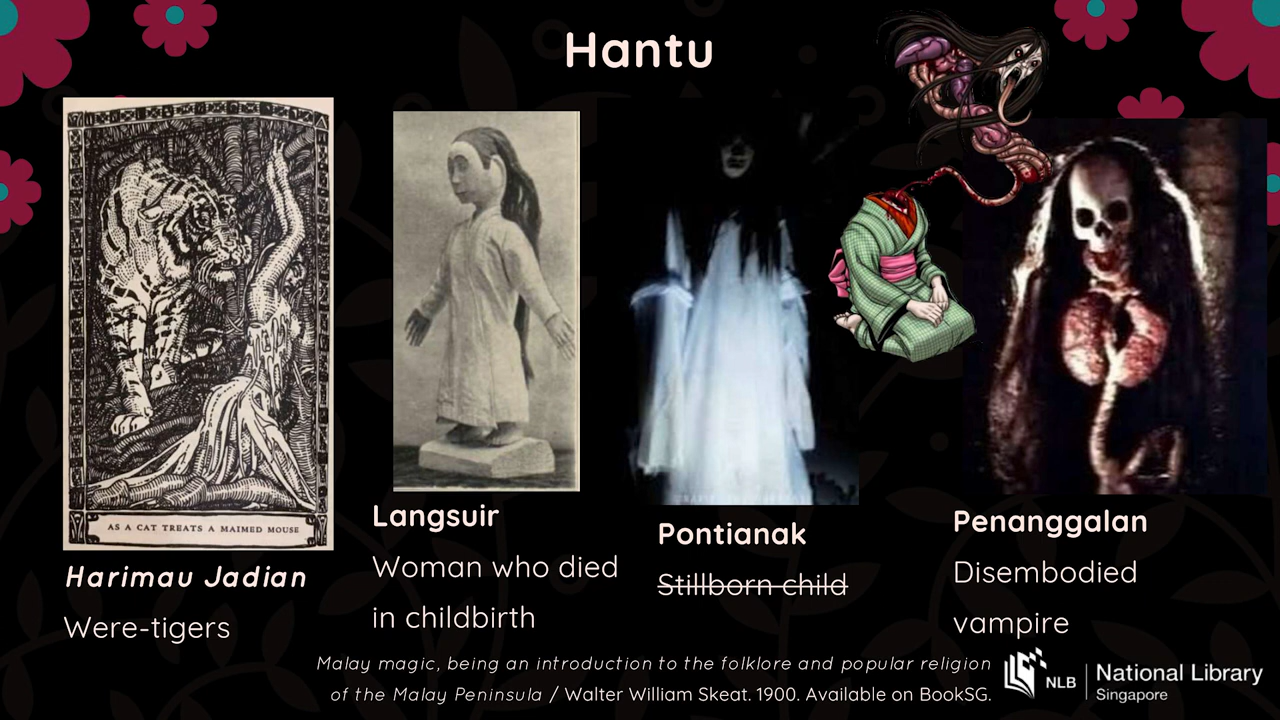 Hantu
AS A CAT TREATS A MAIMED MOUSE
Harimau Jadian
Were-tigers
Langsuir
Woman who died
in childbirth
Pontianak
Stillborn child
Penanggalan
Disembodied
vampire
Malay magic, being an introduction to the folklore and popular religion
of the Malay Peninsula / Walter William Skeat. 1900. Available on BookSG.
NLB
National Library
Singapore